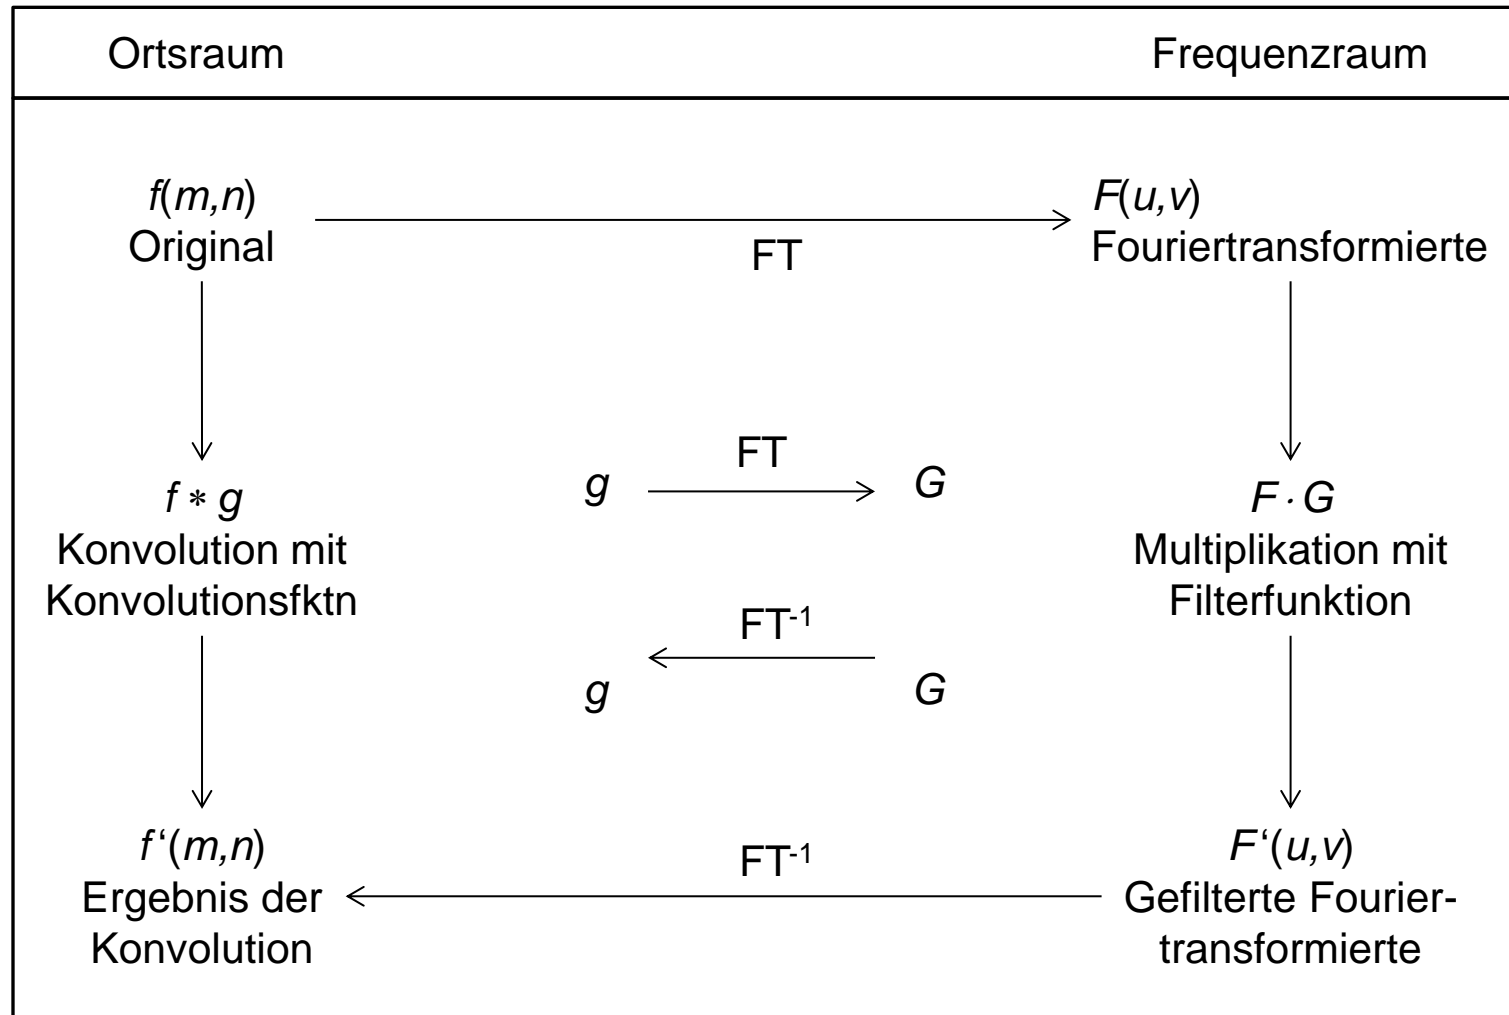 Ortsraum Frequenzraum
f(m,n) F(u,v)
Original FT Fouriertransformierte
FT
g G
f ∗ g F · G
Konvolution mit Multiplikation mit
Konvolutionsfktn Filterfunktion
FT⁻¹
g G
f‘(m,n) FT⁻¹ F‘(u,v)
Ergebnis der Gefilterte Fourier-
Konvolution transformierte